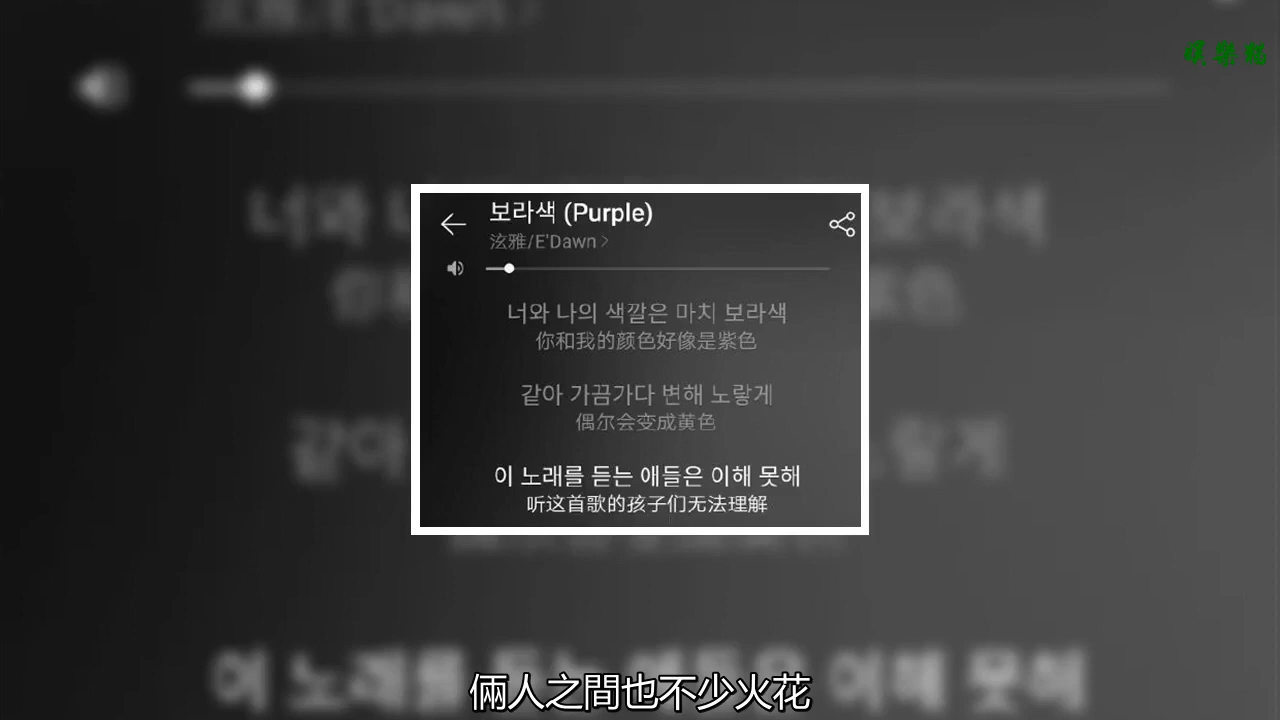 보라색 (Purple)
泫雅/E'Dawn >
너와 나의 색깔은 마치 보라색
你和我的颜色好像是紫色
같아 가끔가다 변해 노랗게
偶尔会变成黄色
이 노래를 듣는 애들은 이해 못해
听这首歌的孩子们无法理解
倆人之間也不少火花